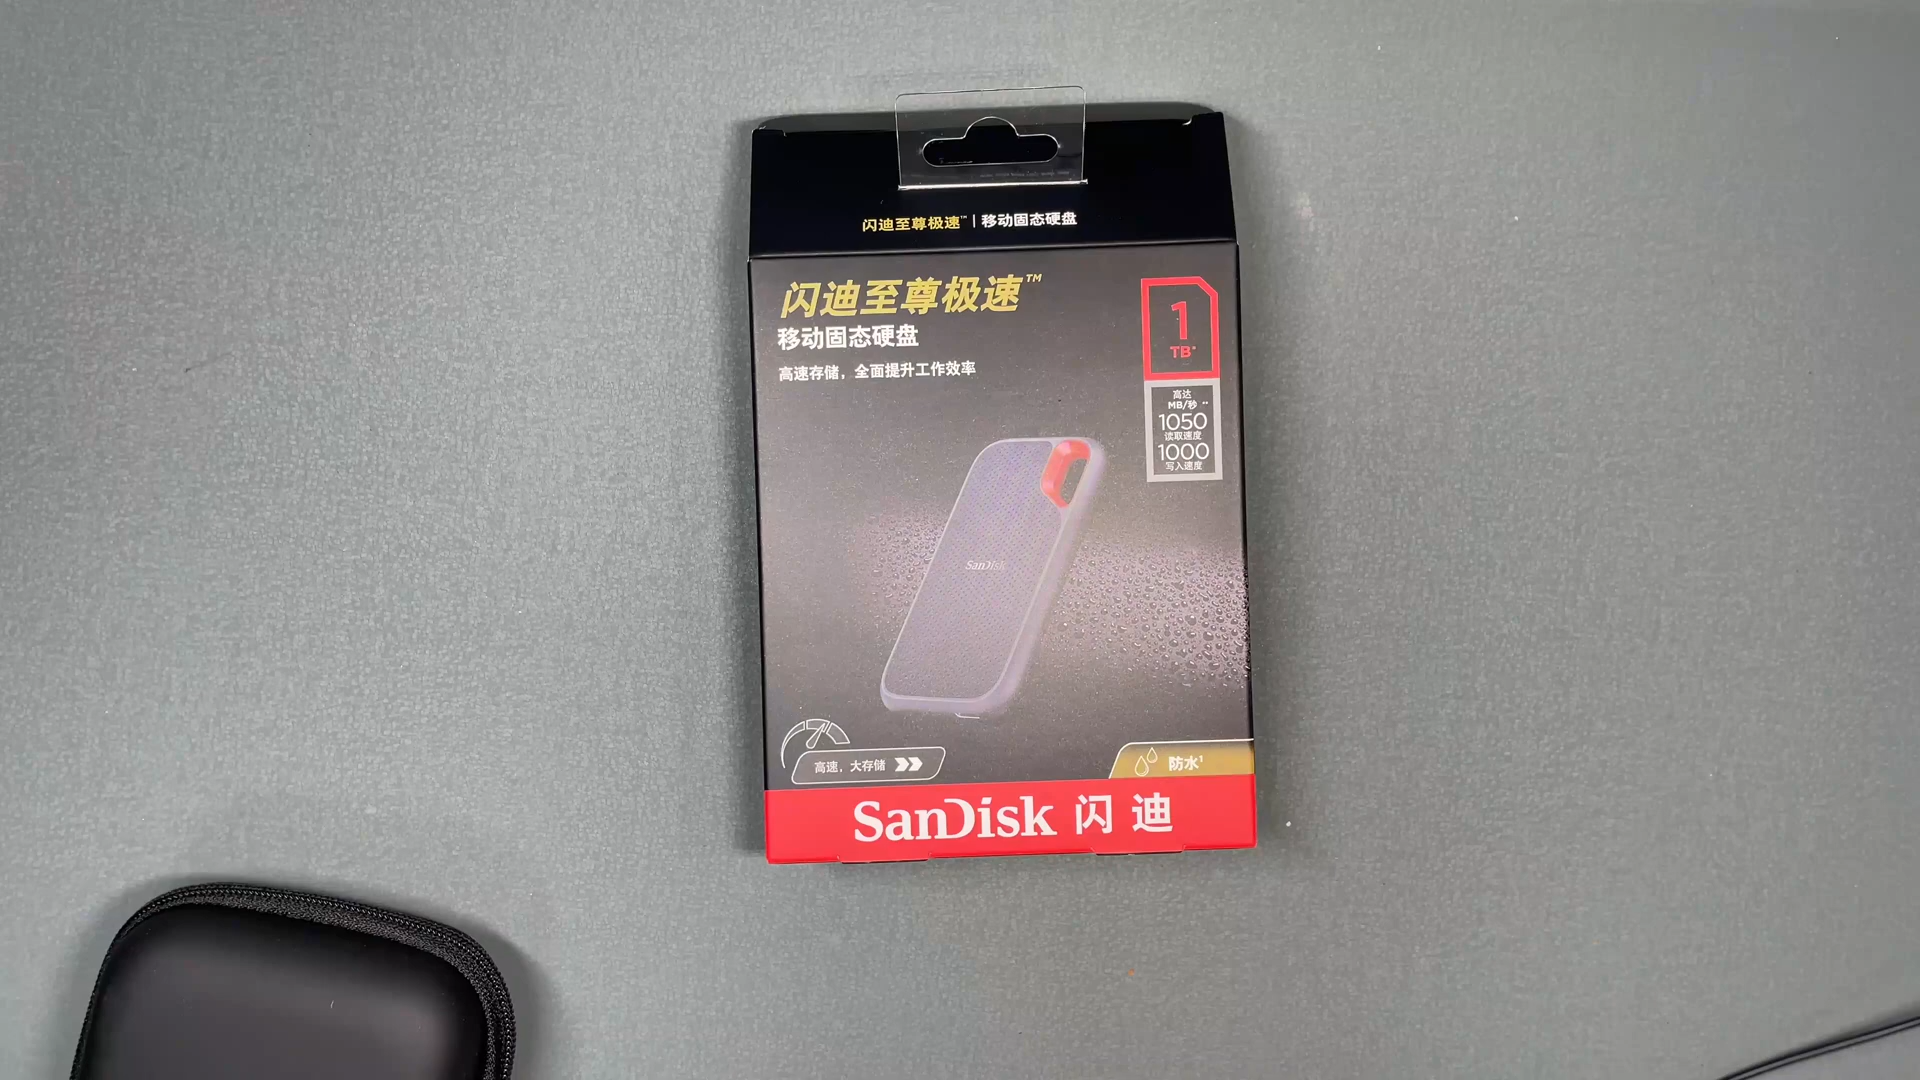 闪迪至尊极速™ | 移动固态硬盘
闪迪至尊极速™
移动固态硬盘
高速存储，全面提升工作效率
1
TB*
高达
MB/秒**
1050
读取速度
1000
写入速度
SanDisk
高速，大存储
防水¹
SanDisk 闪迪